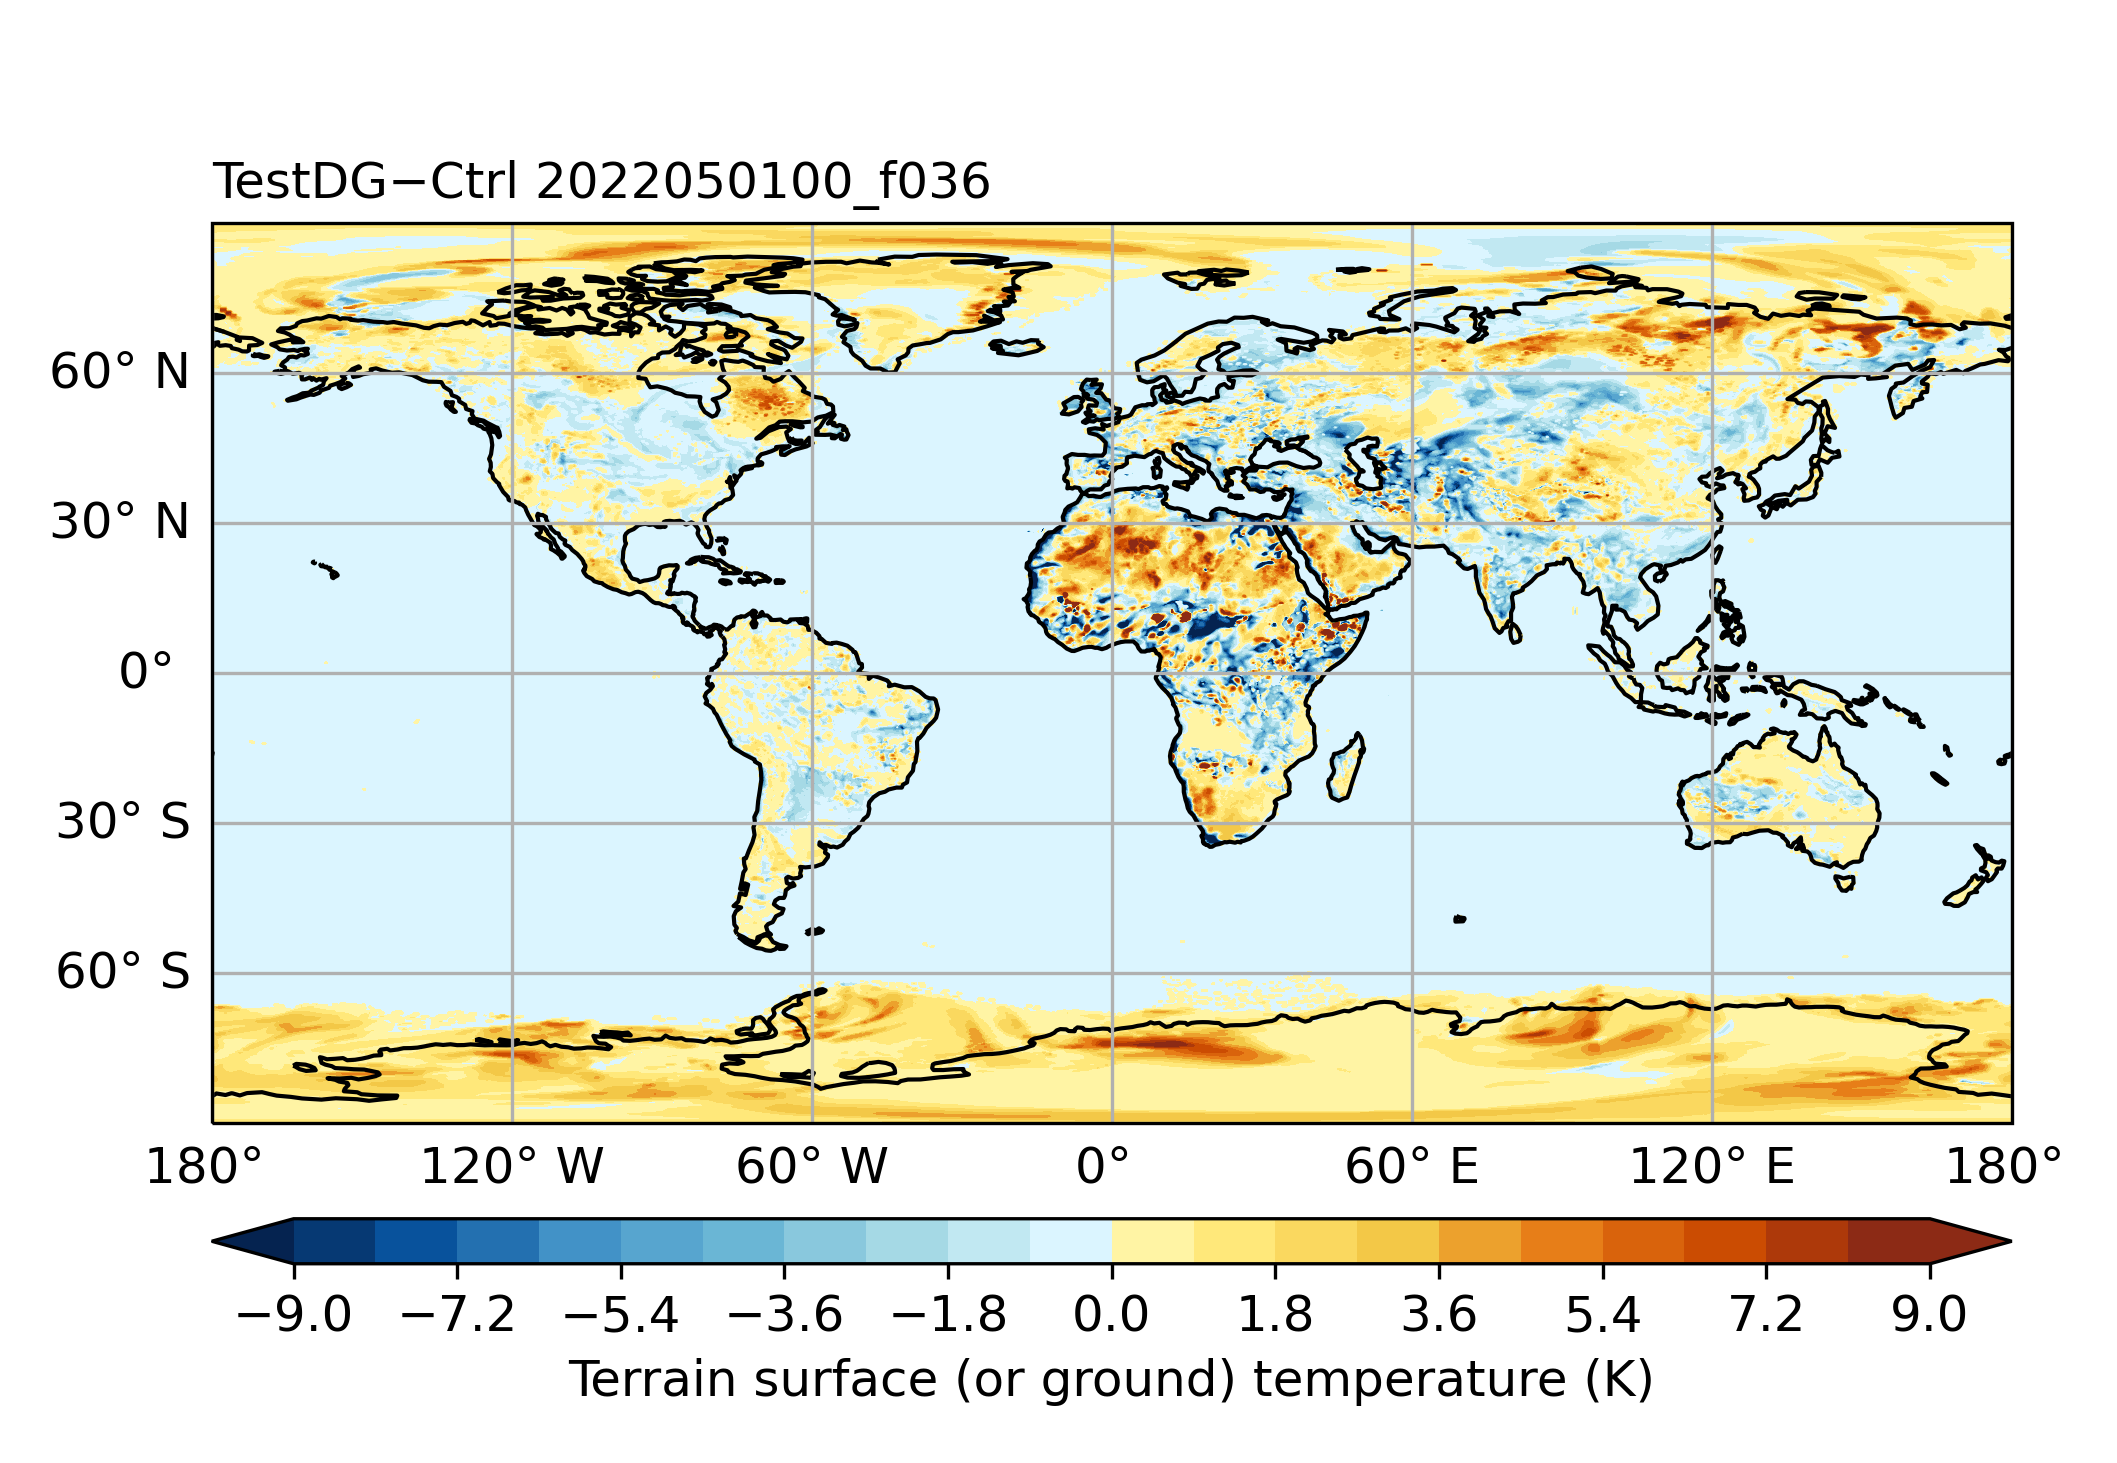 TestDG−Ctrl 2022050100_f036
60° N
30° N
0°
30° S
60° S
180° 120° W 60° W 0° 60° E 120° E 180°
−9.0 −7.2 −5.4 −3.6 −1.8 0.0 1.8 3.6 5.4 7.2 9.0
Terrain surface (or ground) temperature (K)